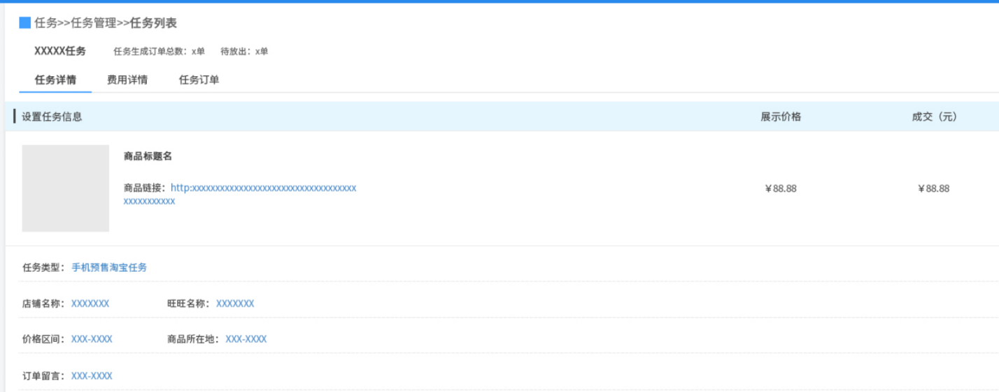 任务>>任务管理>>任务列表
XXXXX任务 任务生成订单总数：x单 待放出：x单
任务详情 费用详情 任务订单
设置任务信息 展示价格 成交（元）
商品标题名
商品链接：http:xxxxxxxxxxxxxxxxxxxxxxxxxxxxxxxxxxx
xxxxxxxxxxx
￥88.88 ￥88.88
任务类型：手机预售淘宝任务
店铺名称：XXXXXXX 旺旺名称：XXXXXXX
价格区间：XXX-XXXX 商品所在地：XXX-XXXX
订单留言：XXX-XXXX